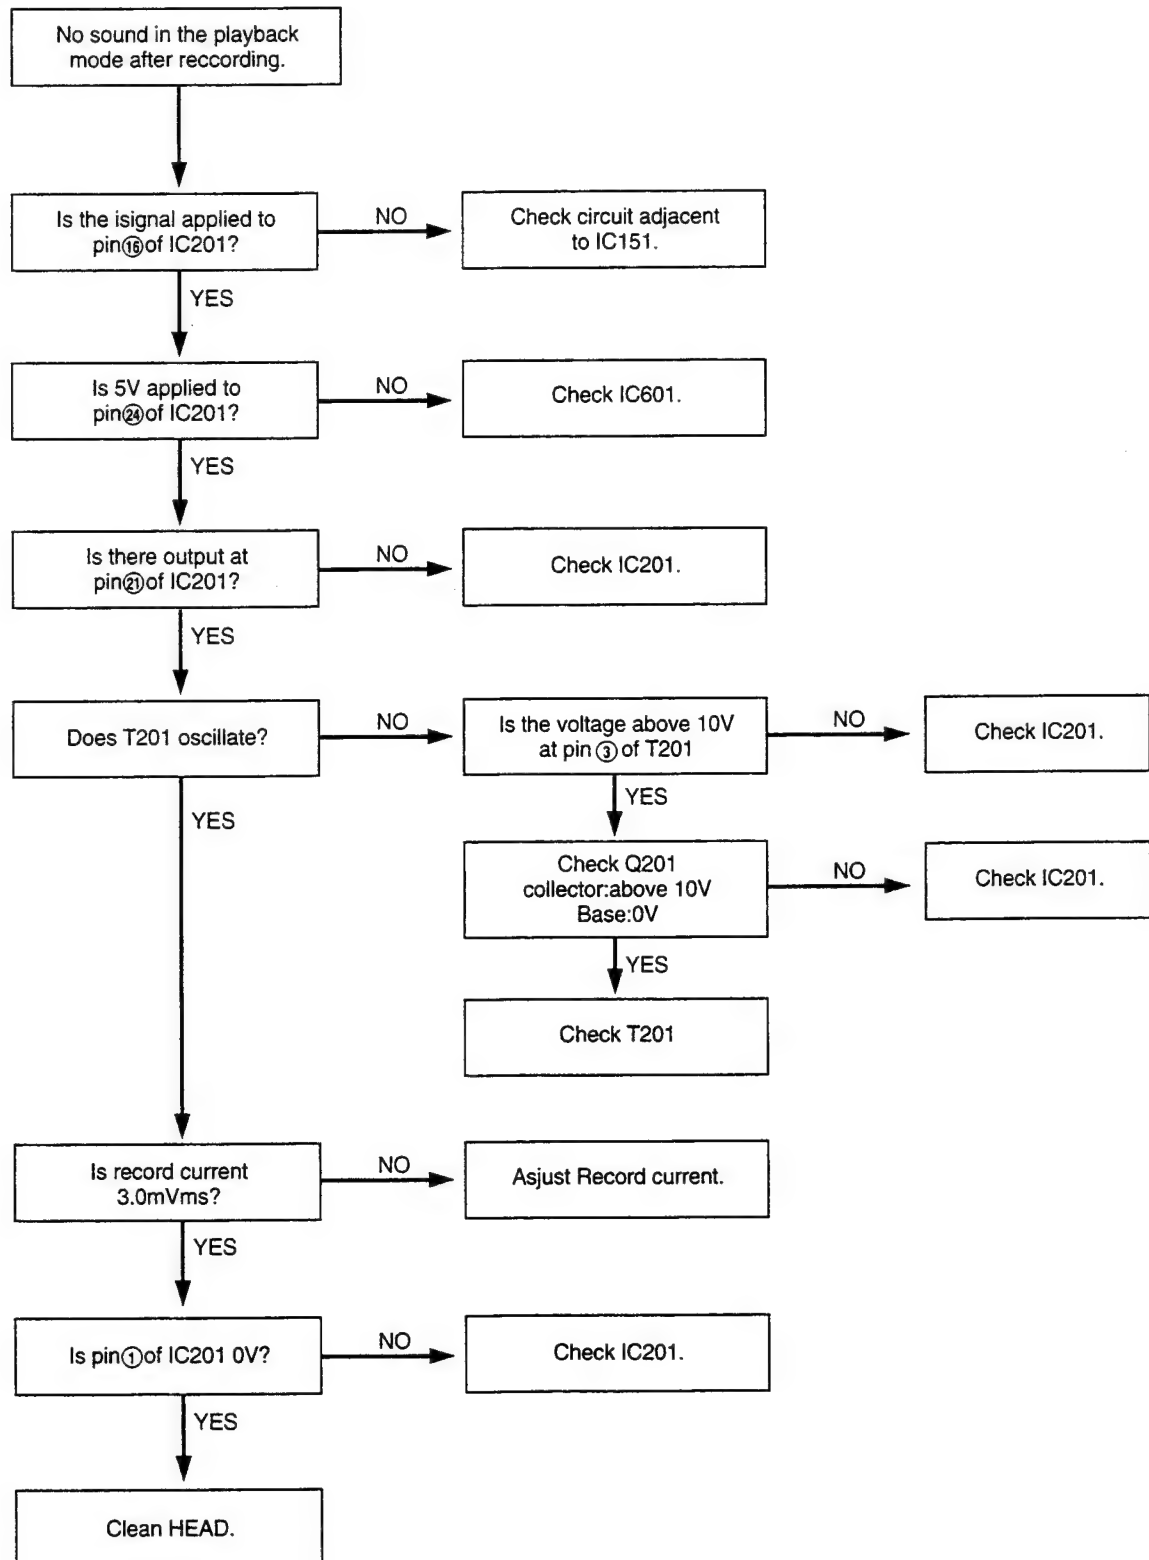 No sound in the playback
mode after reccording.
Is the isignal applied to
pin⑯of IC201?
NO
Check circuit adjacent
to IC151.
YES
Is 5V applied to
pin㉔of IC201?
NO
Check IC601.
YES
Is there output at
pin㉑of IC201?
NO
Check IC201.
YES
Does T201 oscillate?
NO
Is the voltage above 10V
at pin ③ of T201
NO
Check IC201.
YES
YES
Check Q201
collector:above 10V
Base:0V
NO
Check IC201.
YES
Check T201
Is record current
3.0mVms?
NO
Asjust Record current.
YES
Is pin①of IC201 0V?
NO
Check IC201.
YES
Clean HEAD.